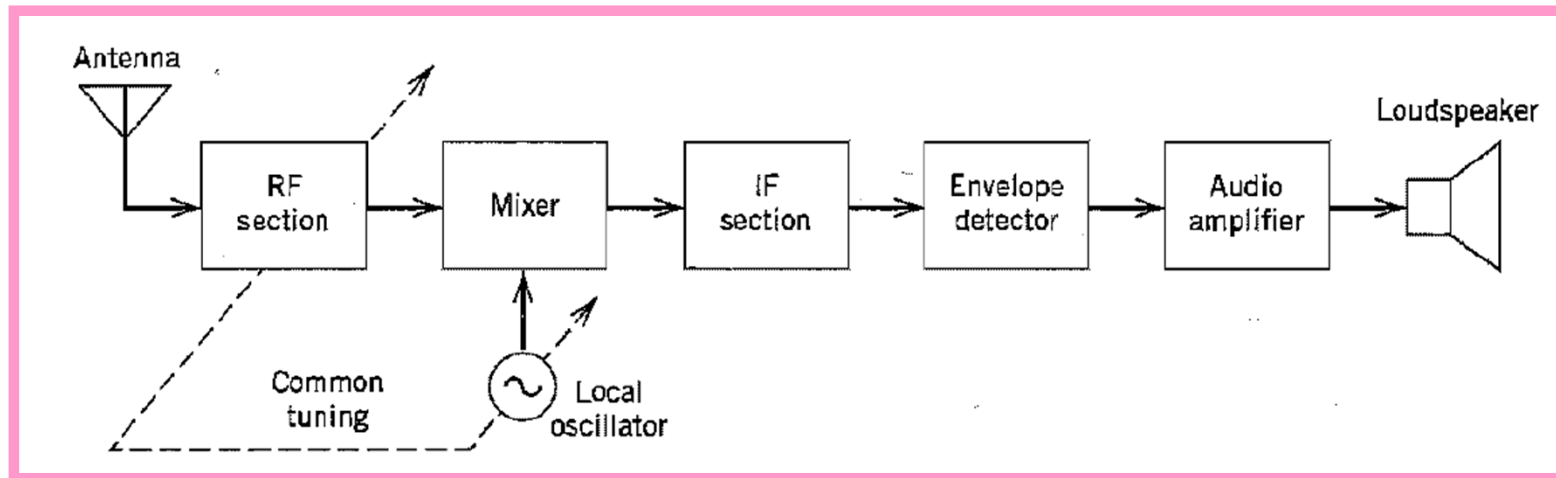 Antenna
Loudspeaker
RF
section
Mixer
IF
section
Envelope
detector
Audio
amplifier
Common
tuning
Local
oscillator